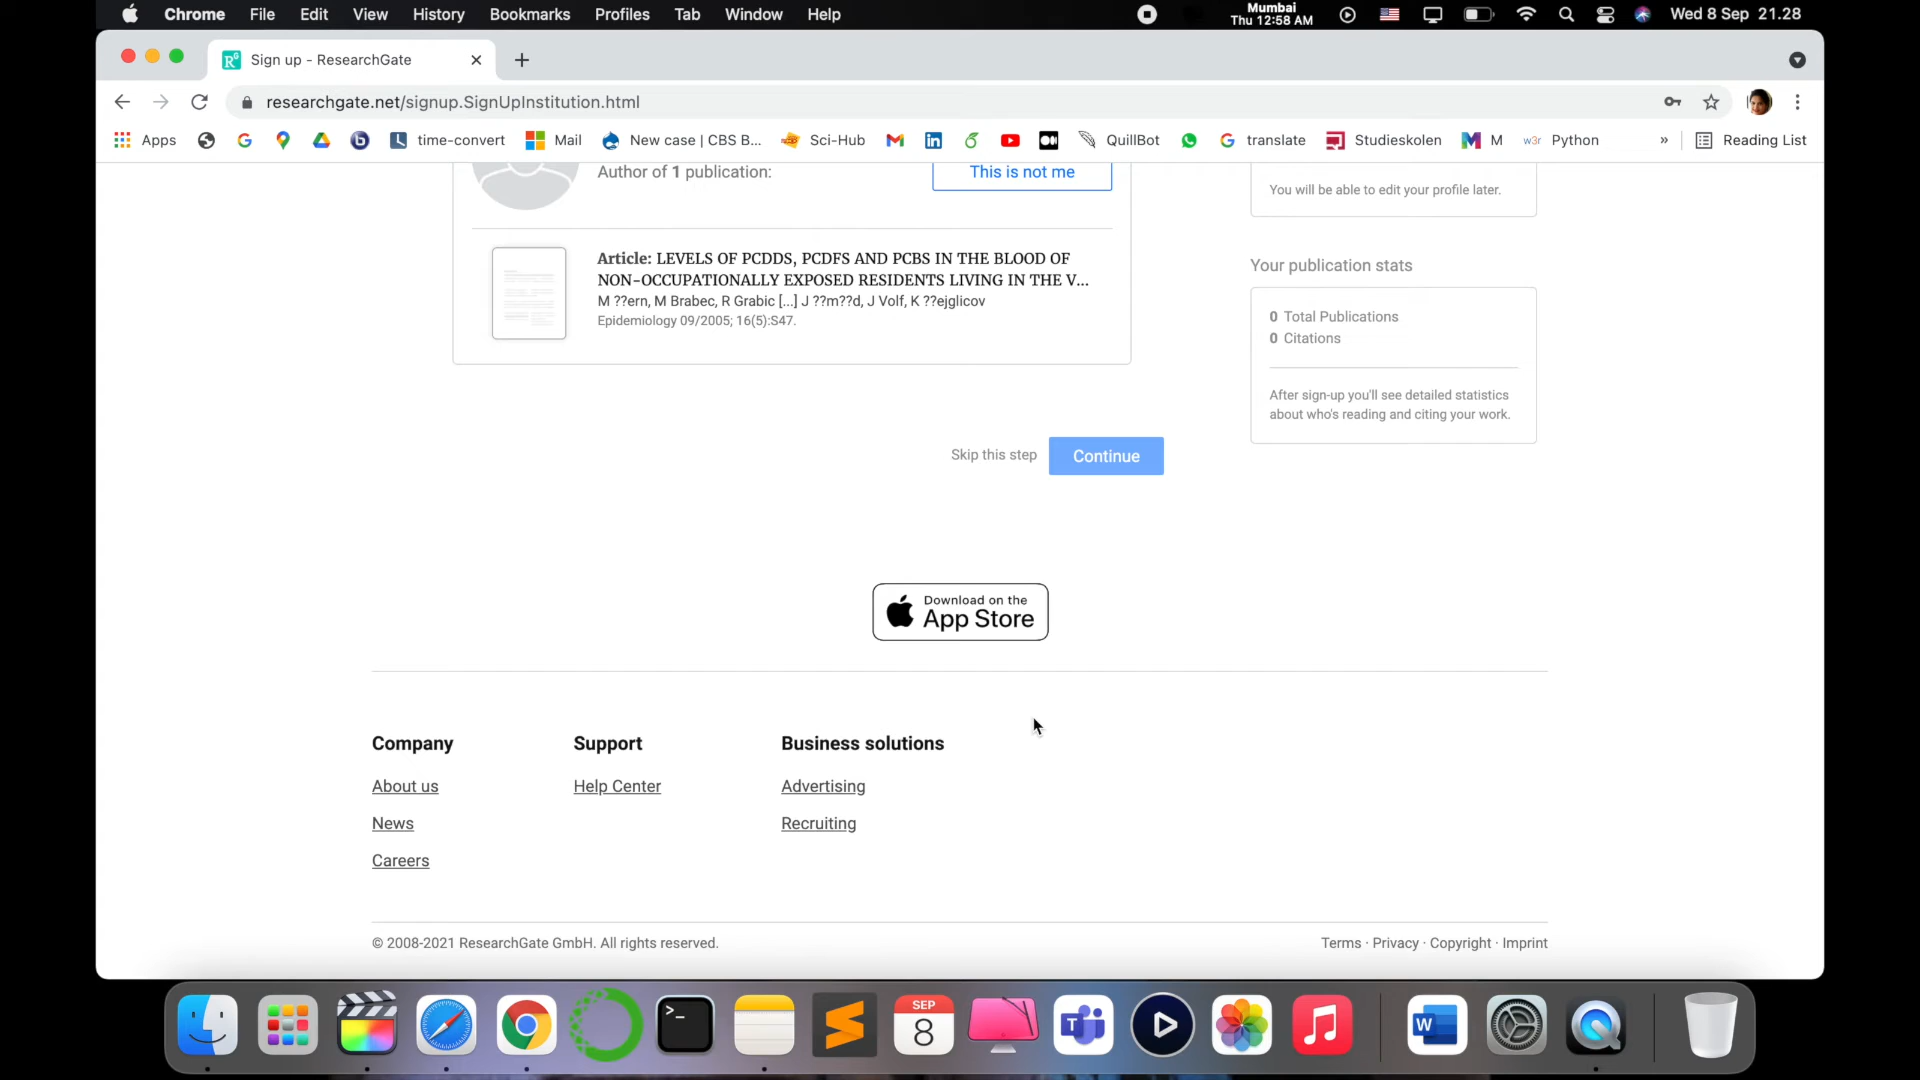 Chrome File Edit View History Bookmarks Profiles Tab Window Help
Mumbai
Thu 12:58 AM
Wed 8 Sep 21.28
Sign up - ResearchGate
researchgate.net/signup.SignUpInstitution.html
Apps time-convert Mail New case | CBS B... Sci-Hub QuillBot translate Studieskolen M w3r Python » Reading List
Author of 1 publication:
This is not me
Article: LEVELS OF PCDDS, PCDFS AND PCBS IN THE BLOOD OF
NON-OCCUPATIONALLY EXPOSED RESIDENTS LIVING IN THE V...
M ??ern, M Brabec, R Grabic [...] J ??m??d, J Volf, K ??ejglicov
Epidemiology 09/2005; 16(5):S47.
You will be able to edit your profile later.
Your publication stats
0 Total Publications
0 Citations
After sign-up you'll see detailed statistics
about who's reading and citing your work.
Skip this step Continue
Download on the
App Store
Company
About us
News
Careers
Support
Help Center
Business solutions
Advertising
Recruiting
© 2008-2021 ResearchGate GmbH. All rights reserved.
Terms · Privacy · Copyright · Imprint
SEP
8
T
W